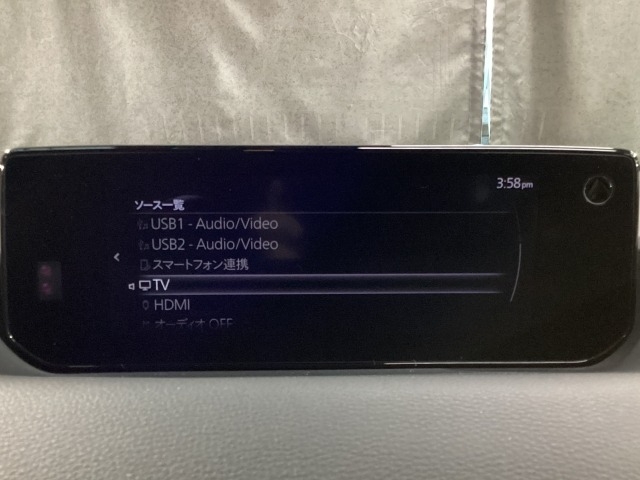 3:58pm
ソース一覧
USB1 - Audio/Video
USB2 - Audio/Video
スマートフォン連携
TV
HDMI
オーディオ OFF